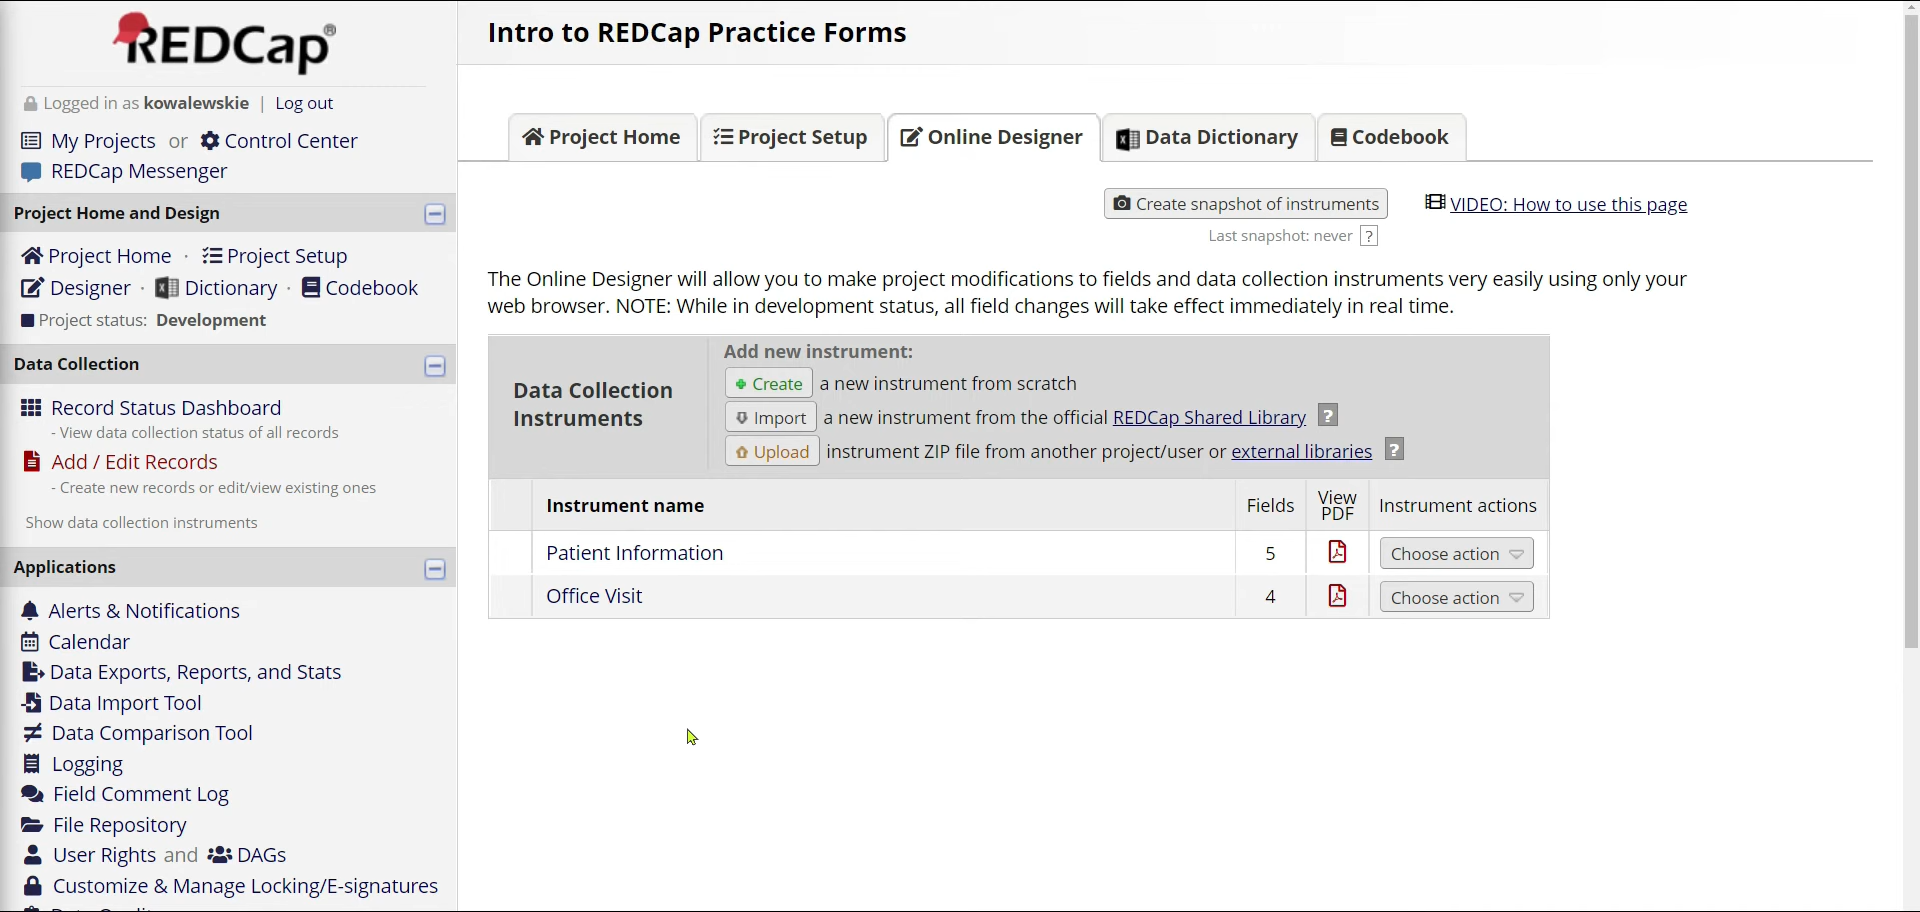 REDCap®
Logged in as kowalewskie | Log out
My Projects or Control Center
REDCap Messenger
Project Home and Design
Project Home · Project Setup
Designer · Dictionary · Codebook
Project status: Development
Data Collection
Record Status Dashboard
- View data collection status of all records
Add / Edit Records
- Create new records or edit/view existing ones
Show data collection instruments
Applications
Alerts & Notifications
Calendar
Data Exports, Reports, and Stats
Data Import Tool
Data Comparison Tool
Logging
Field Comment Log
File Repository
User Rights and DAGs
Customize & Manage Locking/E-signatures
Intro to REDCap Practice Forms
Project Home Project Setup Online Designer Data Dictionary Codebook
Create snapshot of instruments VIDEO: How to use this page
Last snapshot: never ?
The Online Designer will allow you to make project modifications to fields and data collection instruments very easily using only your
web browser. NOTE: While in development status, all field changes will take effect immediately in real time.
Data Collection
Instruments
Add new instrument:
Create a new instrument from scratch
Import a new instrument from the official REDCap Shared Library ?
Upload instrument ZIP file from another project/user or external libraries ?
Instrument name Fields View PDF Instrument actions
Patient Information 5 Choose action
Office Visit 4 Choose action